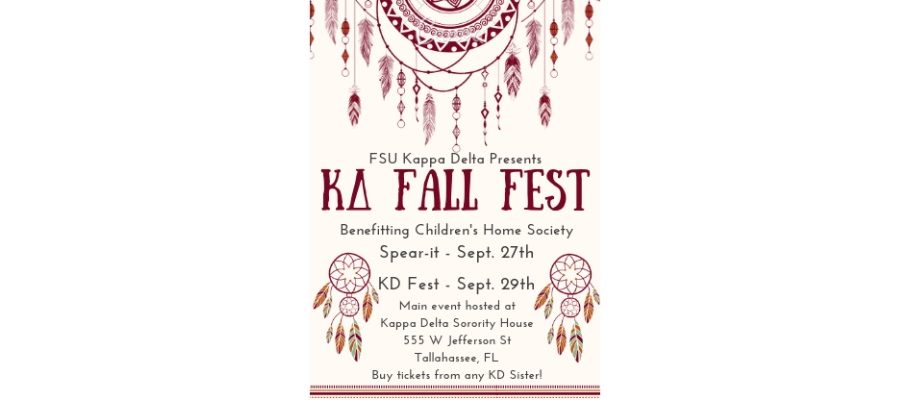 FSU Kappa Delta Presents
KΔ FALL FEST
Benefitting Children's Home Society
Spear-it - Sept. 27th
KD Fest - Sept. 29th
Main event hosted at
Kappa Delta Sorority House
555 W Jefferson St
Tallahassee, FL
Buy tickets from any KD Sister!